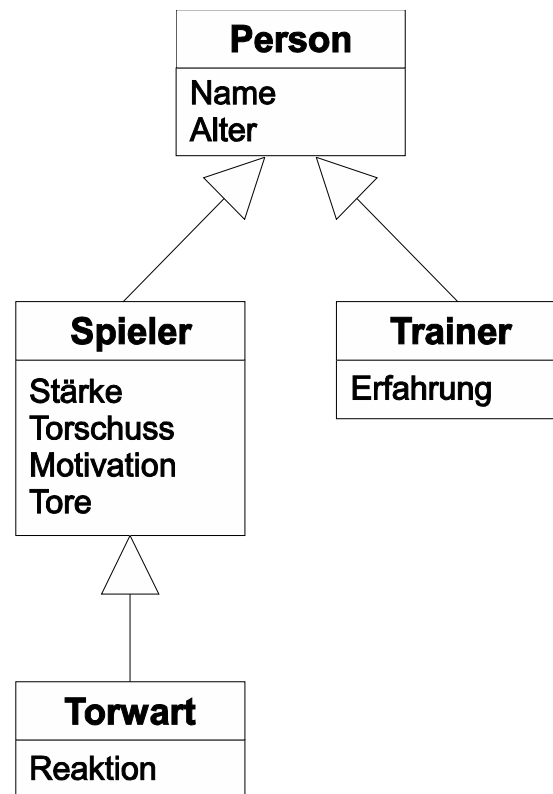 Person
Name
Alter
Spieler
Stärke
Torschuss
Motivation
Tore
Trainer
Erfahrung
Torwart
Reaktion